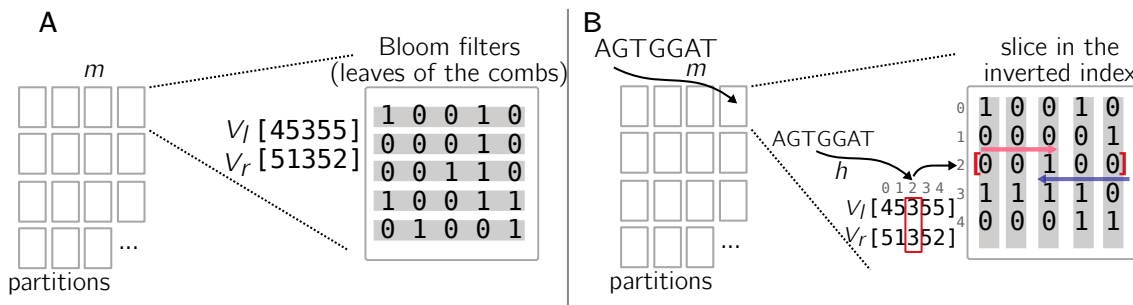 A
m
Bloom filters
(leaves of the combs)
V_l [45355]
V_r [51352]
1 0 0 1 0
0 0 0 1 0
0 0 1 1 0
1 0 0 1 1
0 1 0 0 1
...
partitions
B
AGTGGAT
m
slice in the
inverted index
AGTGGAT
h
0 1 2 3 4
V_l [45355]
V_r [51352]
0 1 0 0 1 0
1 0 0 0 0 1
2 [0 0 1 0 0]
3 1 1 1 1 0
4 0 0 0 1 1
...
partitions